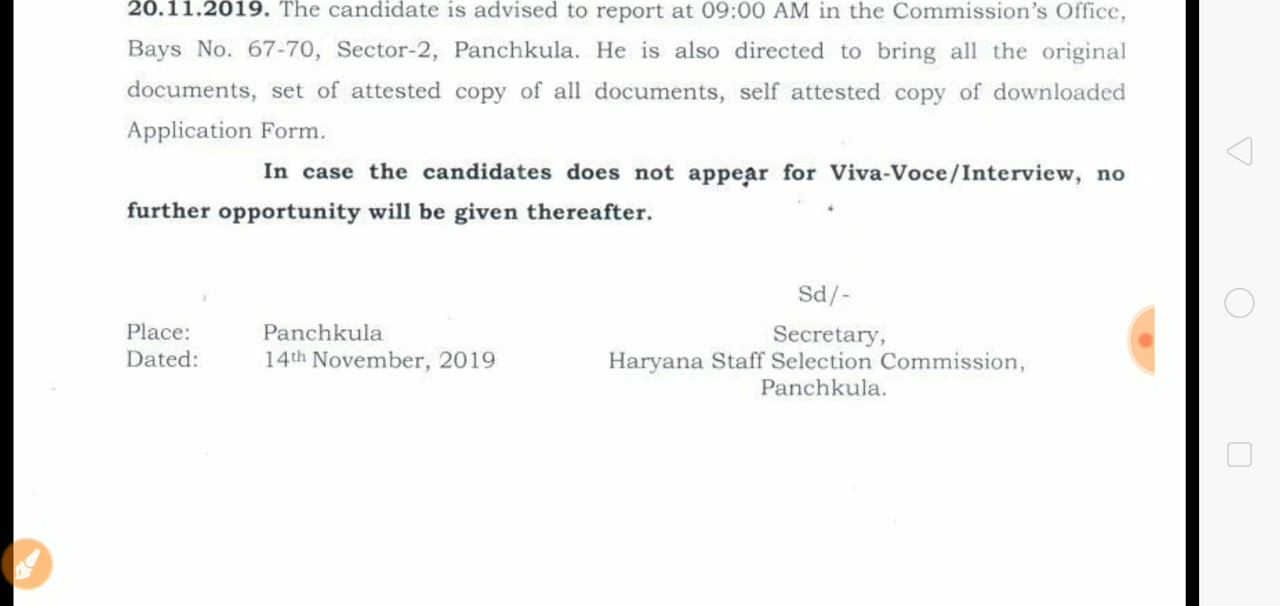 20.11.2019. The candidate is advised to report at 09:00 AM in the Commission's Office,
Bays No. 67-70, Sector-2, Panchkula. He is also directed to bring all the original
documents, set of attested copy of all documents, self attested copy of downloaded
Application Form.
In case the candidates does not appear for Viva-Voce/Interview, no
further opportunity will be given thereafter.
Sd/-
Place: Panchkula
Secretary,
Dated: 14th November, 2019
Haryana Staff Selection Commission,
Panchkula.